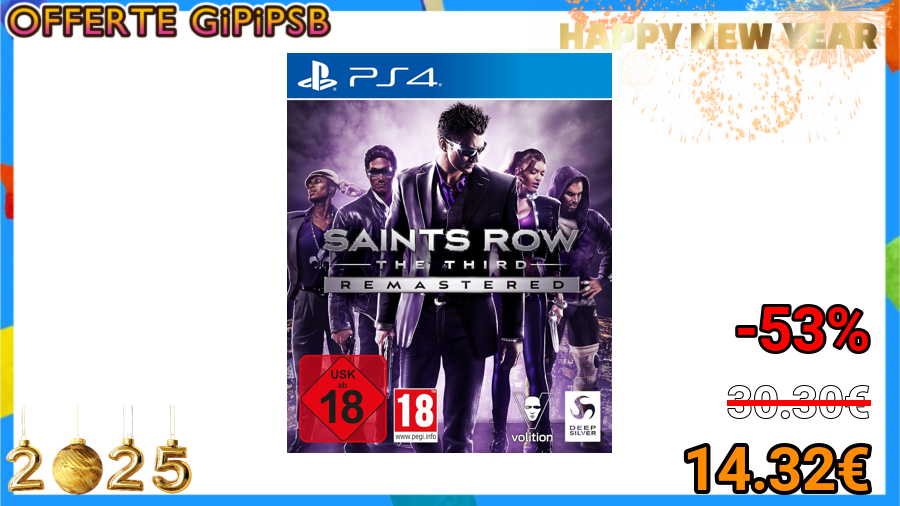 OFFERTE GiPiPSB
HAPPY NEW YEAR
PS4
SAINTS ROW
THE THIRD
REMASTERED
USK
ab
18
18
www.pegi.info
volition
DEEP
SILVER
-53%
30.30€
14.32€
2025